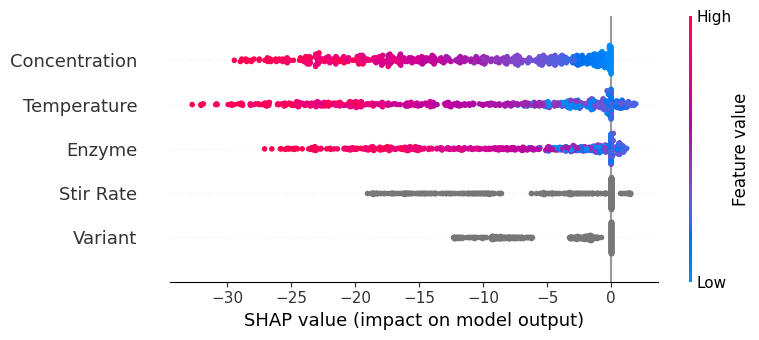 High
Concentration
Temperature
Enzyme
Stir Rate
Variant
Feature value
Low
−30 −25 −20 −15 −10 −5 0
SHAP value (impact on model output)